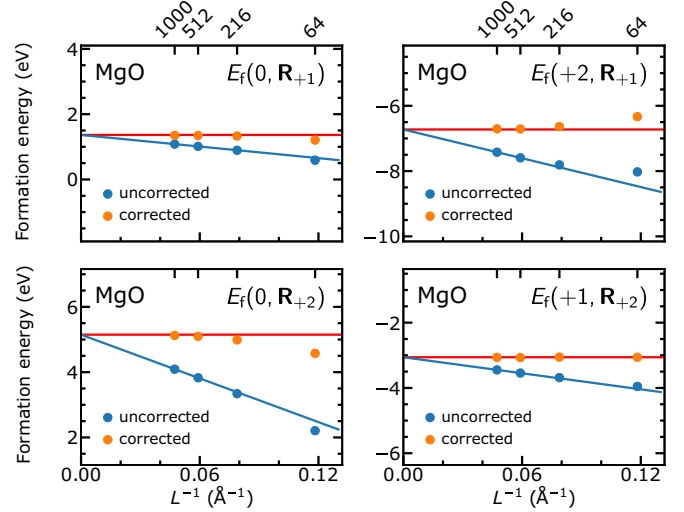 1000 512 216 64
1000 512 216 64
Formation energy (eV)
4
2
0
MgO
E_f(0, R_{+1})
uncorrected
corrected
−6
−8
−10
MgO
E_f(+2, R_{+1})
uncorrected
corrected
Formation energy (eV)
6
4
2
MgO
E_f(0, R_{+2})
uncorrected
corrected
0.00 0.06 0.12
L⁻¹ (Å⁻¹)
−2
−4
−6
MgO
E_f(+1, R_{+2})
uncorrected
corrected
0.00 0.06 0.12
L⁻¹ (Å⁻¹)